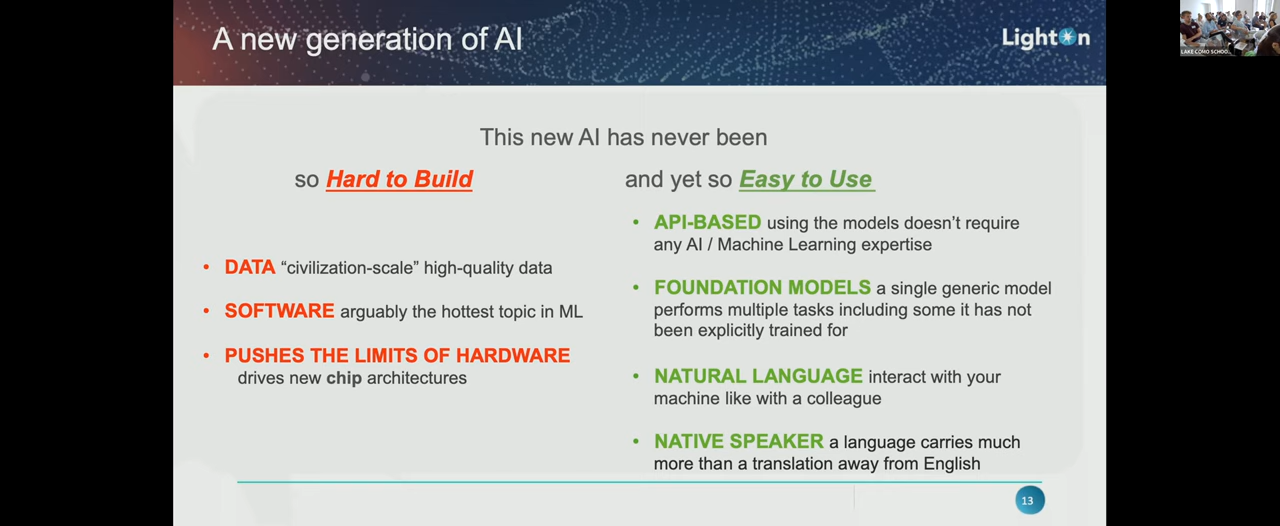 A new generation of AI
LightOn
This new AI has never been
so Hard to Build
and yet so Easy to Use
• DATA “civilization-scale” high-quality data
• SOFTWARE arguably the hottest topic in ML
• PUSHES THE LIMITS OF HARDWARE
drives new chip architectures
• API-BASED using the models doesn’t require
any AI / Machine Learning expertise
• FOUNDATION MODELS a single generic model
performs multiple tasks including some it has not
been explicitly trained for
• NATURAL LANGUAGE interact with your
machine like with a colleague
• NATIVE SPEAKER a language carries much
more than a translation away from English
13
LAKE COMO SCHOO...